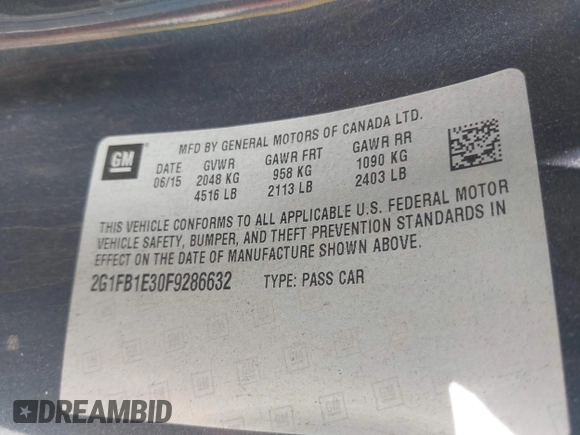 GM
MFD BY GENERAL MOTORS OF CANADA LTD.
DATE GVWR GAWR FRT GAWR RR
06/15 2048 KG 958 KG 1090 KG
4516 LB 2113 LB 2403 LB
THIS VEHICLE CONFORMS TO ALL APPLICABLE U.S. FEDERAL MOTOR
VEHICLE SAFETY, BUMPER, AND THEFT PREVENTION STANDARDS IN
EFFECT ON THE DATE OF MANUFACTURE SHOWN ABOVE.
2G1FB1E30F9286632 TYPE: PASS CAR
DREAMBID